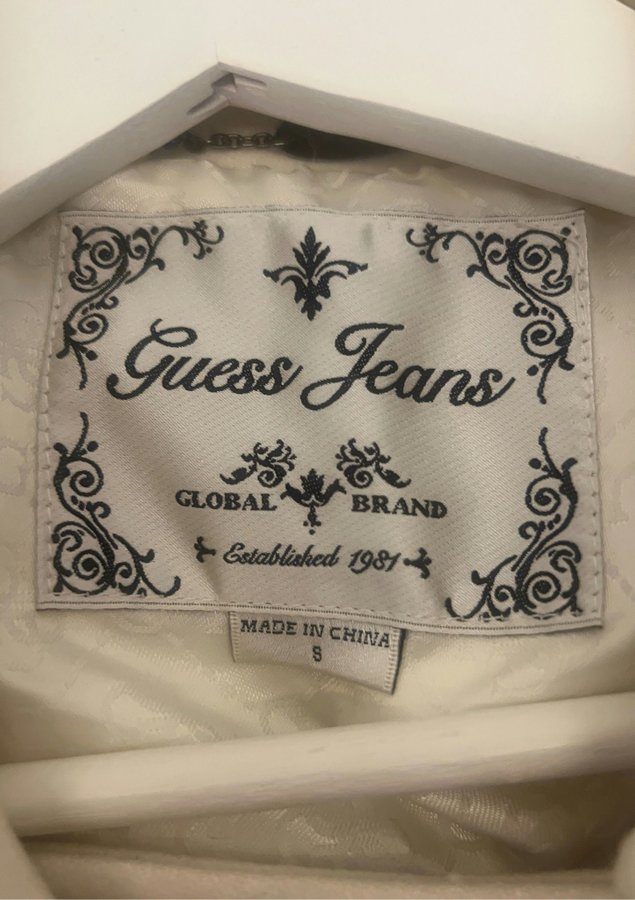 Guess Jeans
GLOBAL BRAND
Established 1981
MADE IN CHINA
S